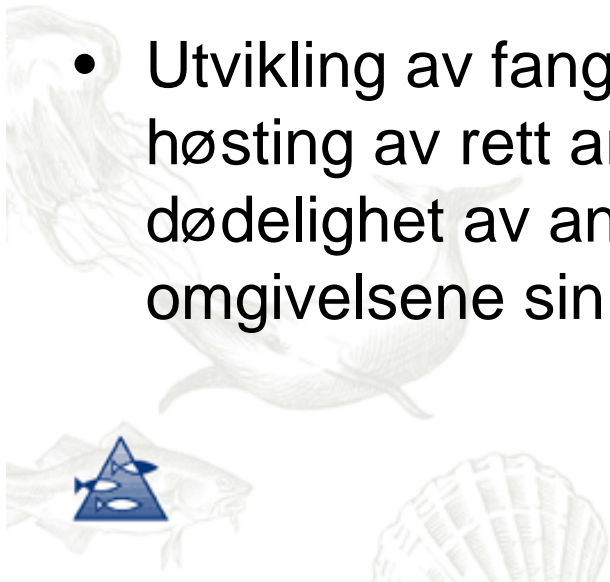 • Utvikling av fang
høsting av rett ar
dødelighet av an
omgivelsene sin